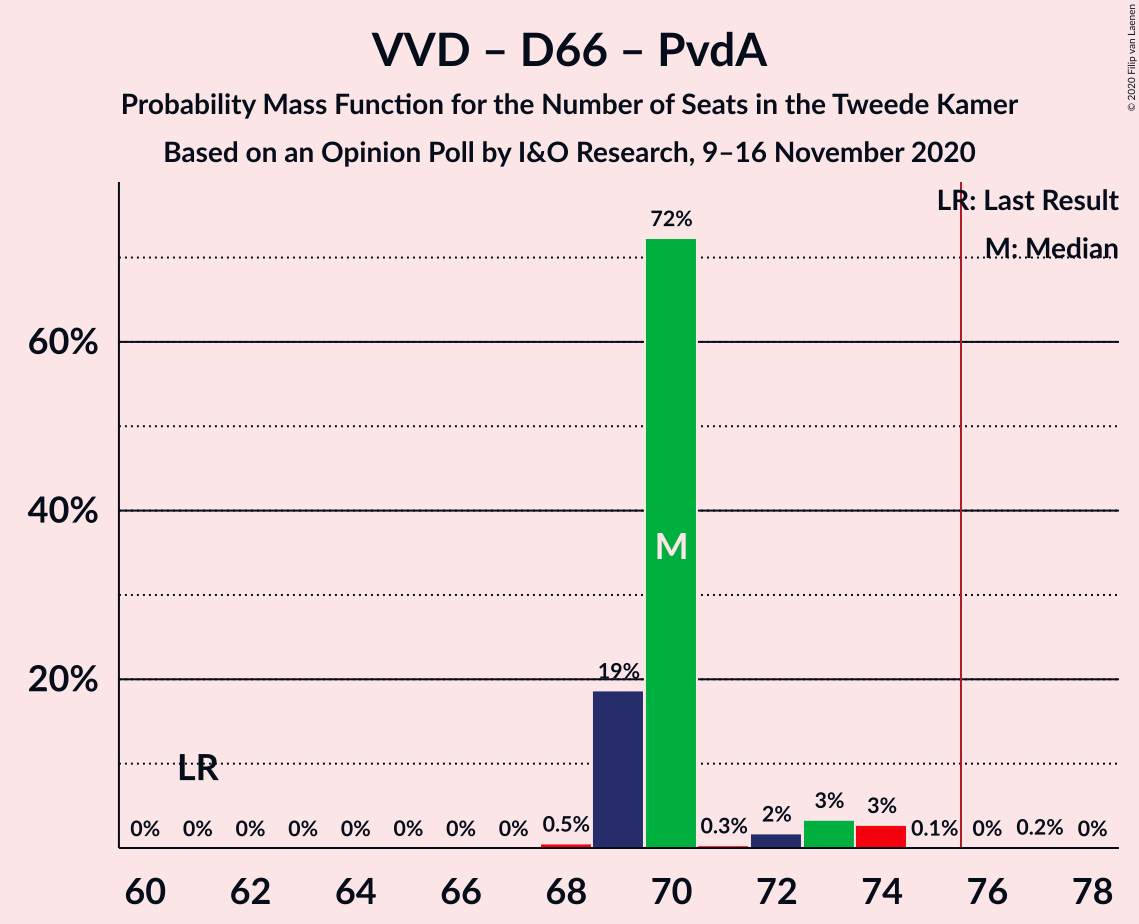 VVD – D66 – PvdA
Probability Mass Function for the Number of Seats in the Tweede Kamer
Based on an Opinion Poll by I&O Research, 9–16 November 2020
© 2020 Filip van Laenen
LR: Last Result
M: Median
72%
60%
M
40%
19%
20%
LR
0% 0% 0% 0% 0% 0% 0% 0% 0.5% 0.3% 2% 3% 3% 0.1% 0% 0.2% 0%
60 62 64 66 68 70 72 74 76 78